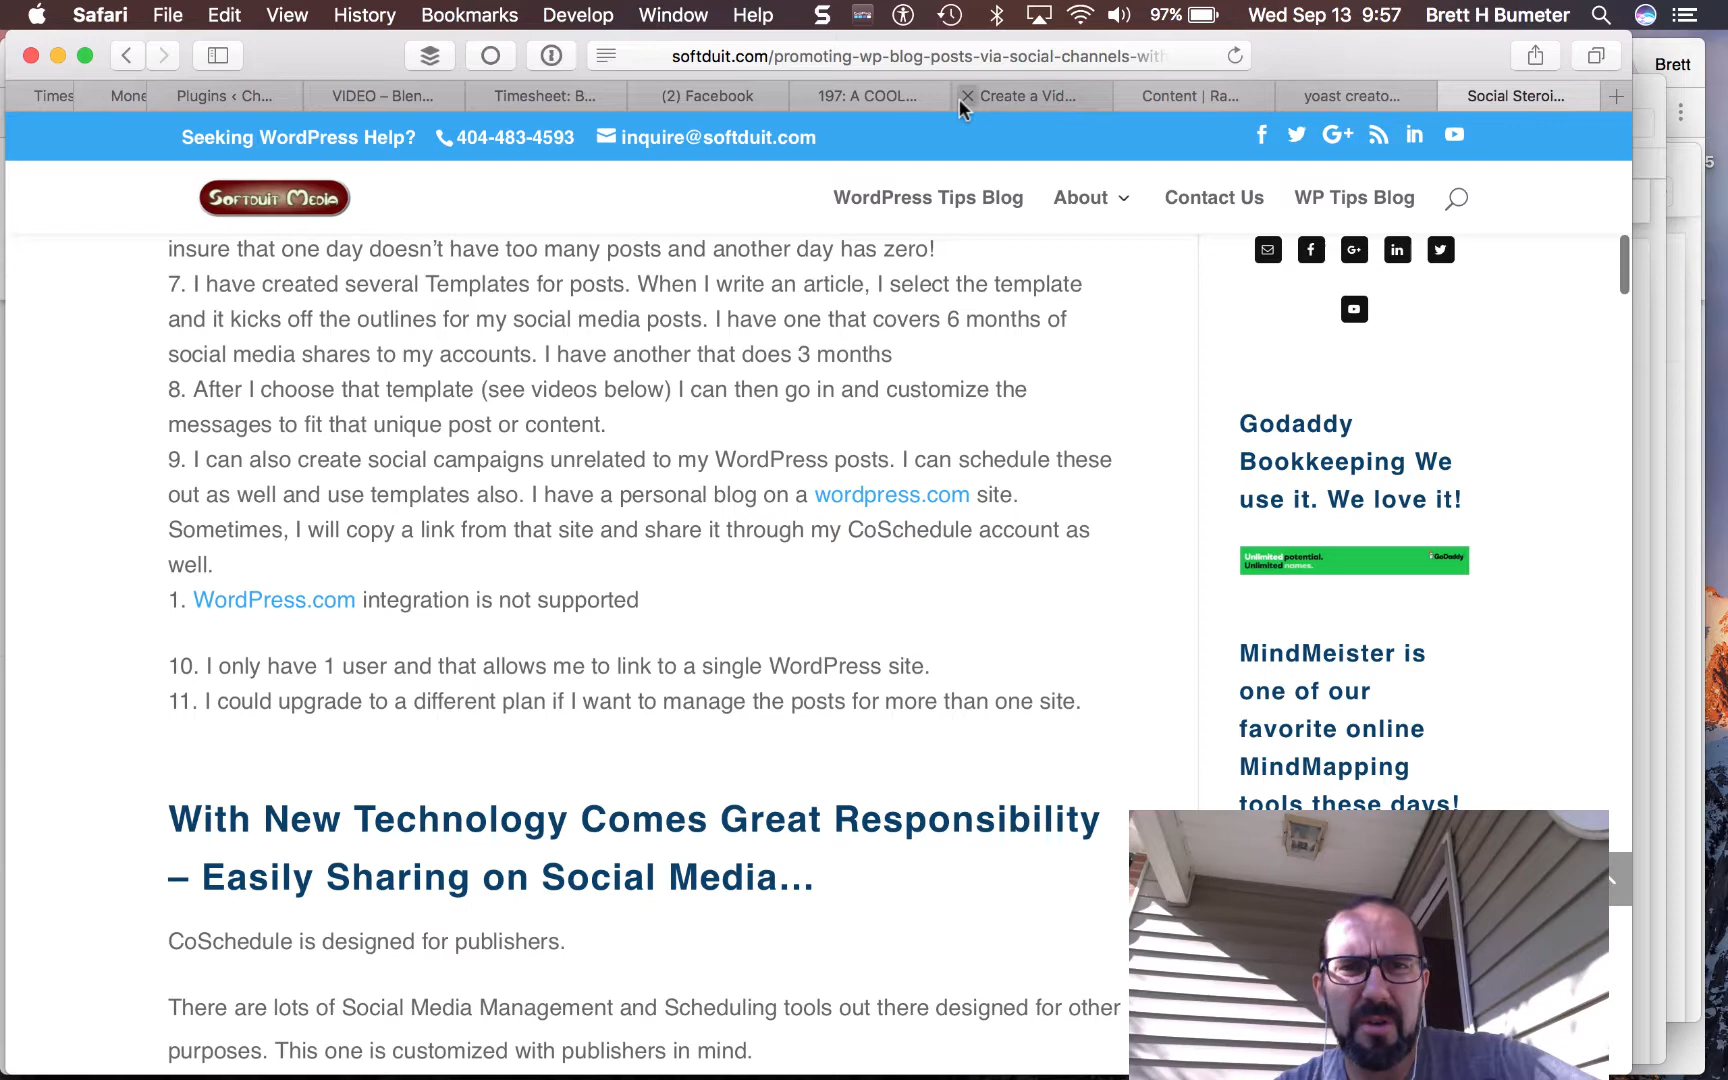 Safari File Edit View History Bookmarks Develop Window Help 97% Wed Sep 13 9:57 Brett H Bumeter
softduit.com/promoting-wp-blog-posts-via-social-channels-with
Brett
Times Mone Plugins ‹ Ch... VIDEO – Blen... Timesheet: B... (2) Facebook 197: A COOL... Create a Vid... Content | Ra... yoast creato... Social Steroi...
Seeking WordPress Help? 404-483-4593 inquire@softduit.com
SOFTDUIT MEDIA
WordPress Tips Blog About Contact Us WP Tips Blog
insure that one day doesn’t have too many posts and another day has zero!
7. I have created several Templates for posts. When I write an article, I select the template
and it kicks off the outlines for my social media posts. I have one that covers 6 months of
social media shares to my accounts. I have another that does 3 months
8. After I choose that template (see videos below) I can then go in and customize the
messages to fit that unique post or content.
9. I can also create social campaigns unrelated to my WordPress posts. I can schedule these
out as well and use templates also. I have a personal blog on a wordpress.com site.
Sometimes, I will copy a link from that site and share it through my CoSchedule account as
well.
1. WordPress.com integration is not supported
10. I only have 1 user and that allows me to link to a single WordPress site.
11. I could upgrade to a different plan if I want to manage the posts for more than one site.
With New Technology Comes Great Responsibility
– Easily Sharing on Social Media...
CoSchedule is designed for publishers.
There are lots of Social Media Management and Scheduling tools out there designed for other
purposes. This one is customized with publishers in mind.
Godaddy
Bookkeeping We
use it. We love it!
Unlimited potential.
Unlimited names.
GoDaddy
MindMeister is
one of our
favorite online
MindMapping
tools these days!
5